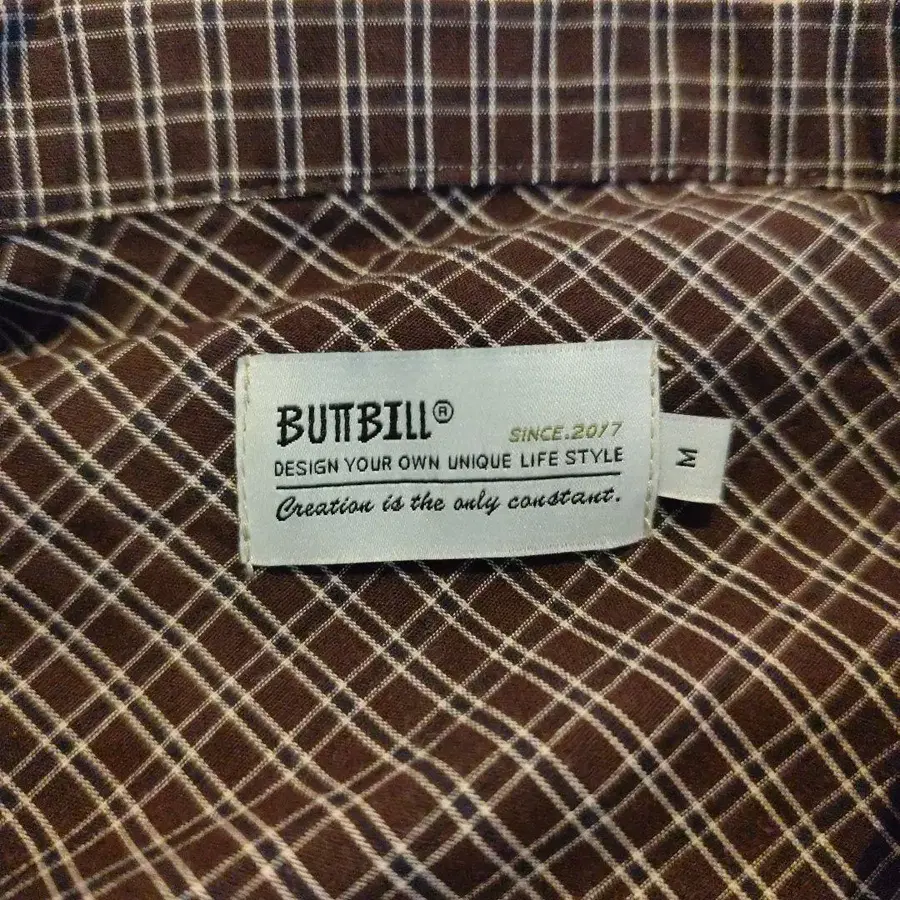 BUTTBILL®
SINCE.2017
DESIGN YOUR OWN UNIQUE LIFE STYLE
Creation is the only constant.
M